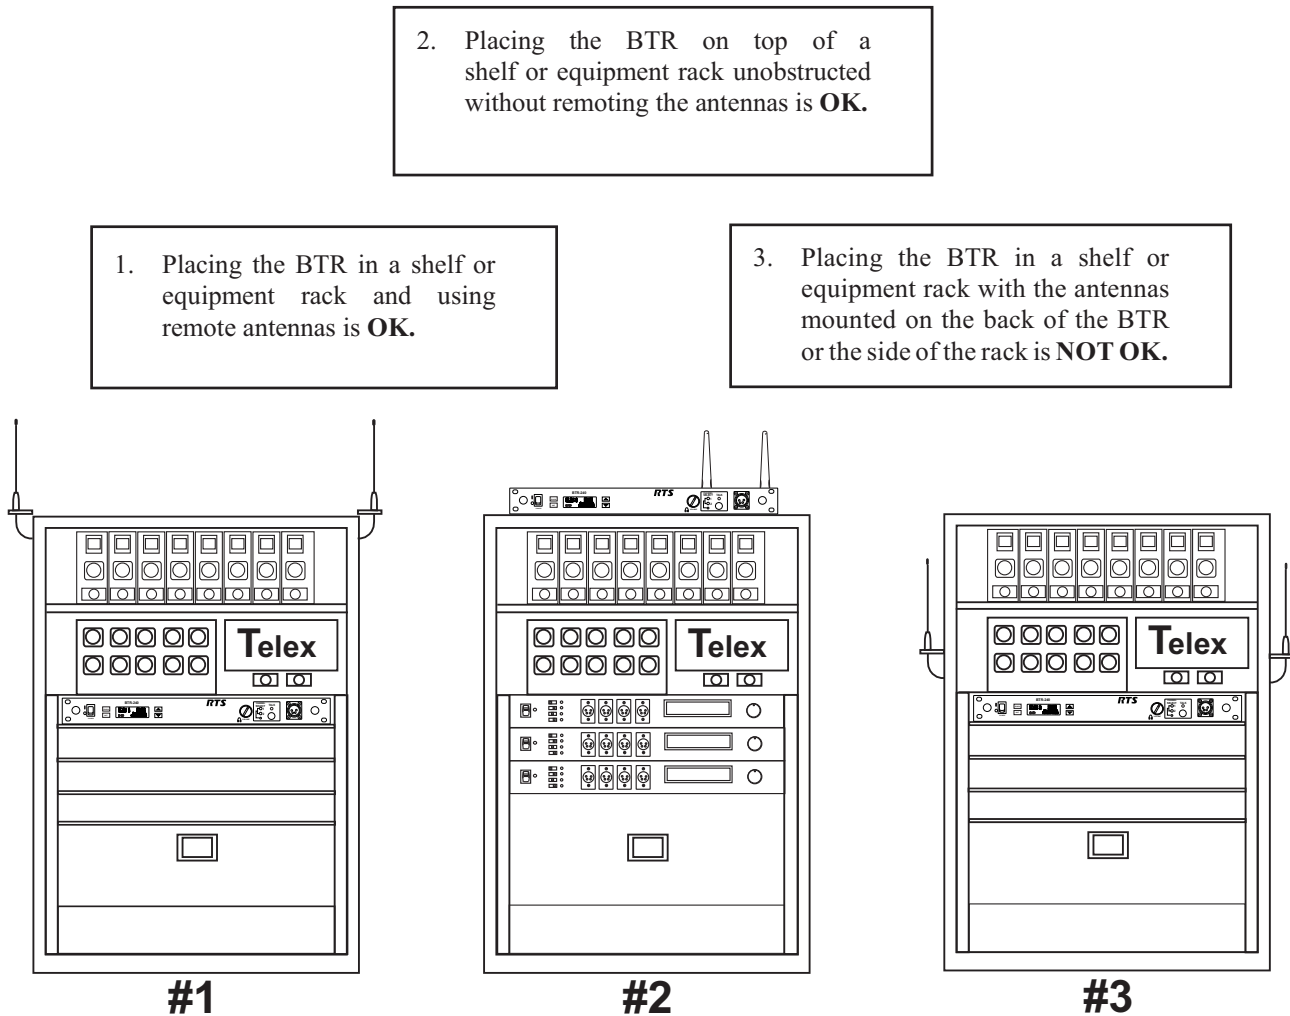 2. Placing the BTR on top of a
shelf or equipment rack unobstructed
without remoting the antennas is OK.
1. Placing the BTR in a shelf or
equipment rack and using
remote antennas is OK.
3. Placing the BTR in a shelf or
equipment rack with the antennas
mounted on the back of the BTR
or the side of the rack is NOT OK.
BTR-240 RTS
Telex
Telex
Telex
RTS
RTS
#1
#2
#3